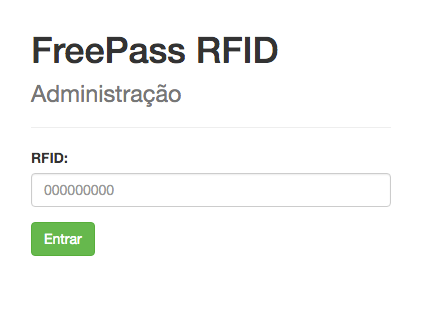 FreePass RFID
Administração
RFID:
000000000
Entrar